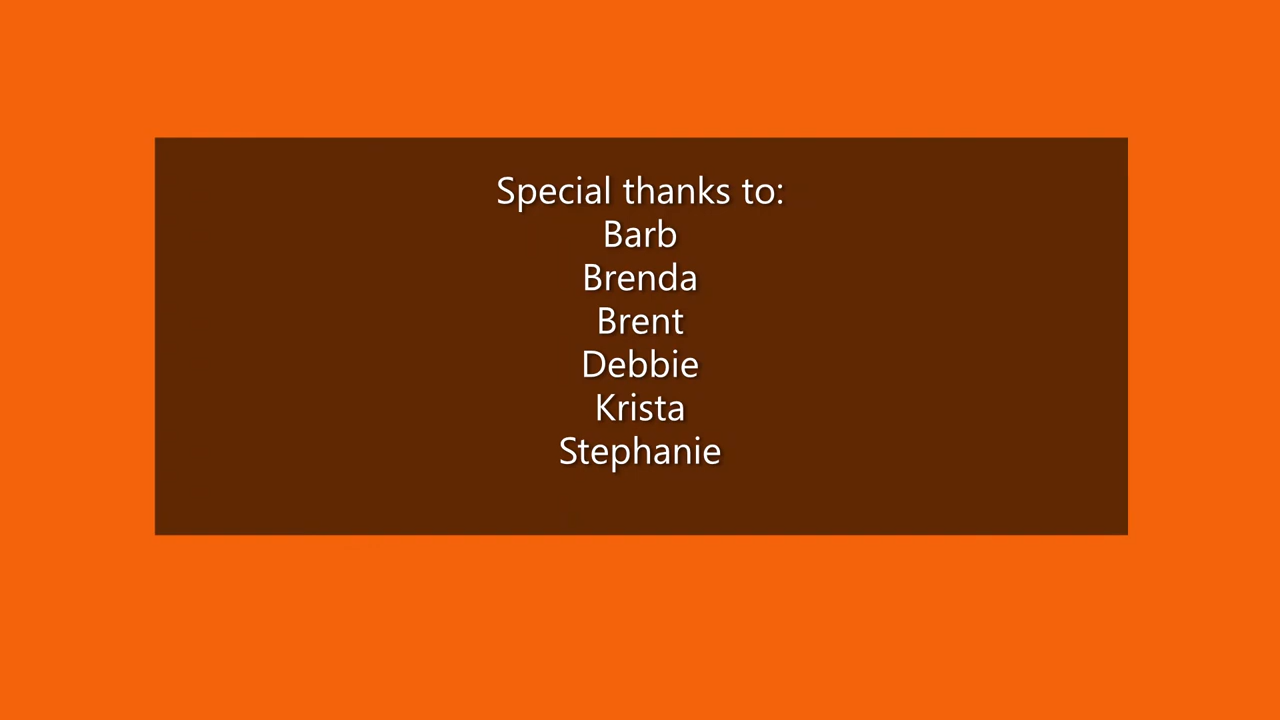 Special thanks to:
Barb
Brenda
Brent
Debbie
Krista
Stephanie